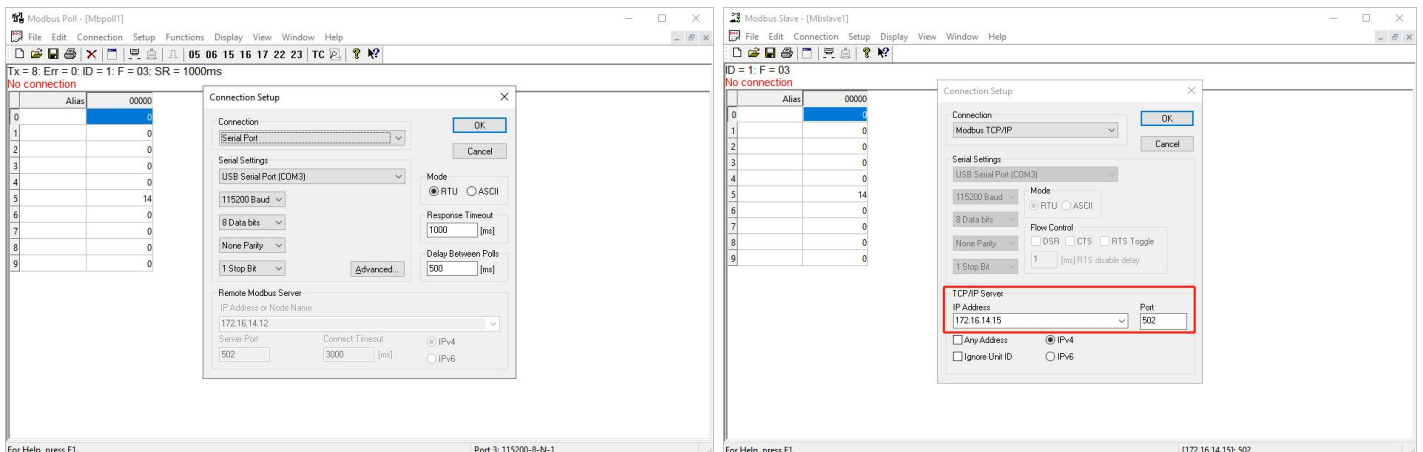 Modbus Poll - [Mbpoll1]
File Edit Connection Setup Functions Display View Window Help
05 06 15 16 17 22 23 TC
Tx = 8: Err = 0: ID = 1: F = 03: SR = 1000ms
No connection
Alias 00000
0 0
1 0
2 0
3 0
4 0
5 14
6 0
7 0
8 0
9 0
Connection Setup
Connection
Serial Port
OK
Cancel
Serial Settings
USB Serial Port (COM3)
115200 Baud
8 Data bits
None Parity
1 Stop Bit
Advanced...
Mode
RTU ASCII
Response Timeout
1000 [ms]
Delay Between Polls
500 [ms]
Remote Modbus Server
IP Address or Node Name
172.16.14.12
Server Port Connect Timeout
502 3000 [ms]
IPv4
IPv6
For Help, press F1.
Port 3: 115200-8-N-1
Modbus Slave - [Mbslave1]
File Edit Connection Setup Display View Window Help
ID = 1: F = 03
No connection
Alias 00000
0 0
1 0
2 0
3 0
4 0
5 14
6 0
7 0
8 0
9 0
Connection Setup
Connection
Modbus TCP/IP
OK
Cancel
Serial Settings
USB Serial Port (COM3)
115200 Baud
8 Data bits
None Parity
1 Stop Bit
Mode
RTU ASCII
Flow Control
DSR CTS RTS Toggle
1 [ms] RTS disable delay
TCP/IP Server
IP Address Port
172.16.14.15 502
Any Address IPv4
Ignore Unit ID IPv6
For Help, press F1.
[172.16.14.15]: 502